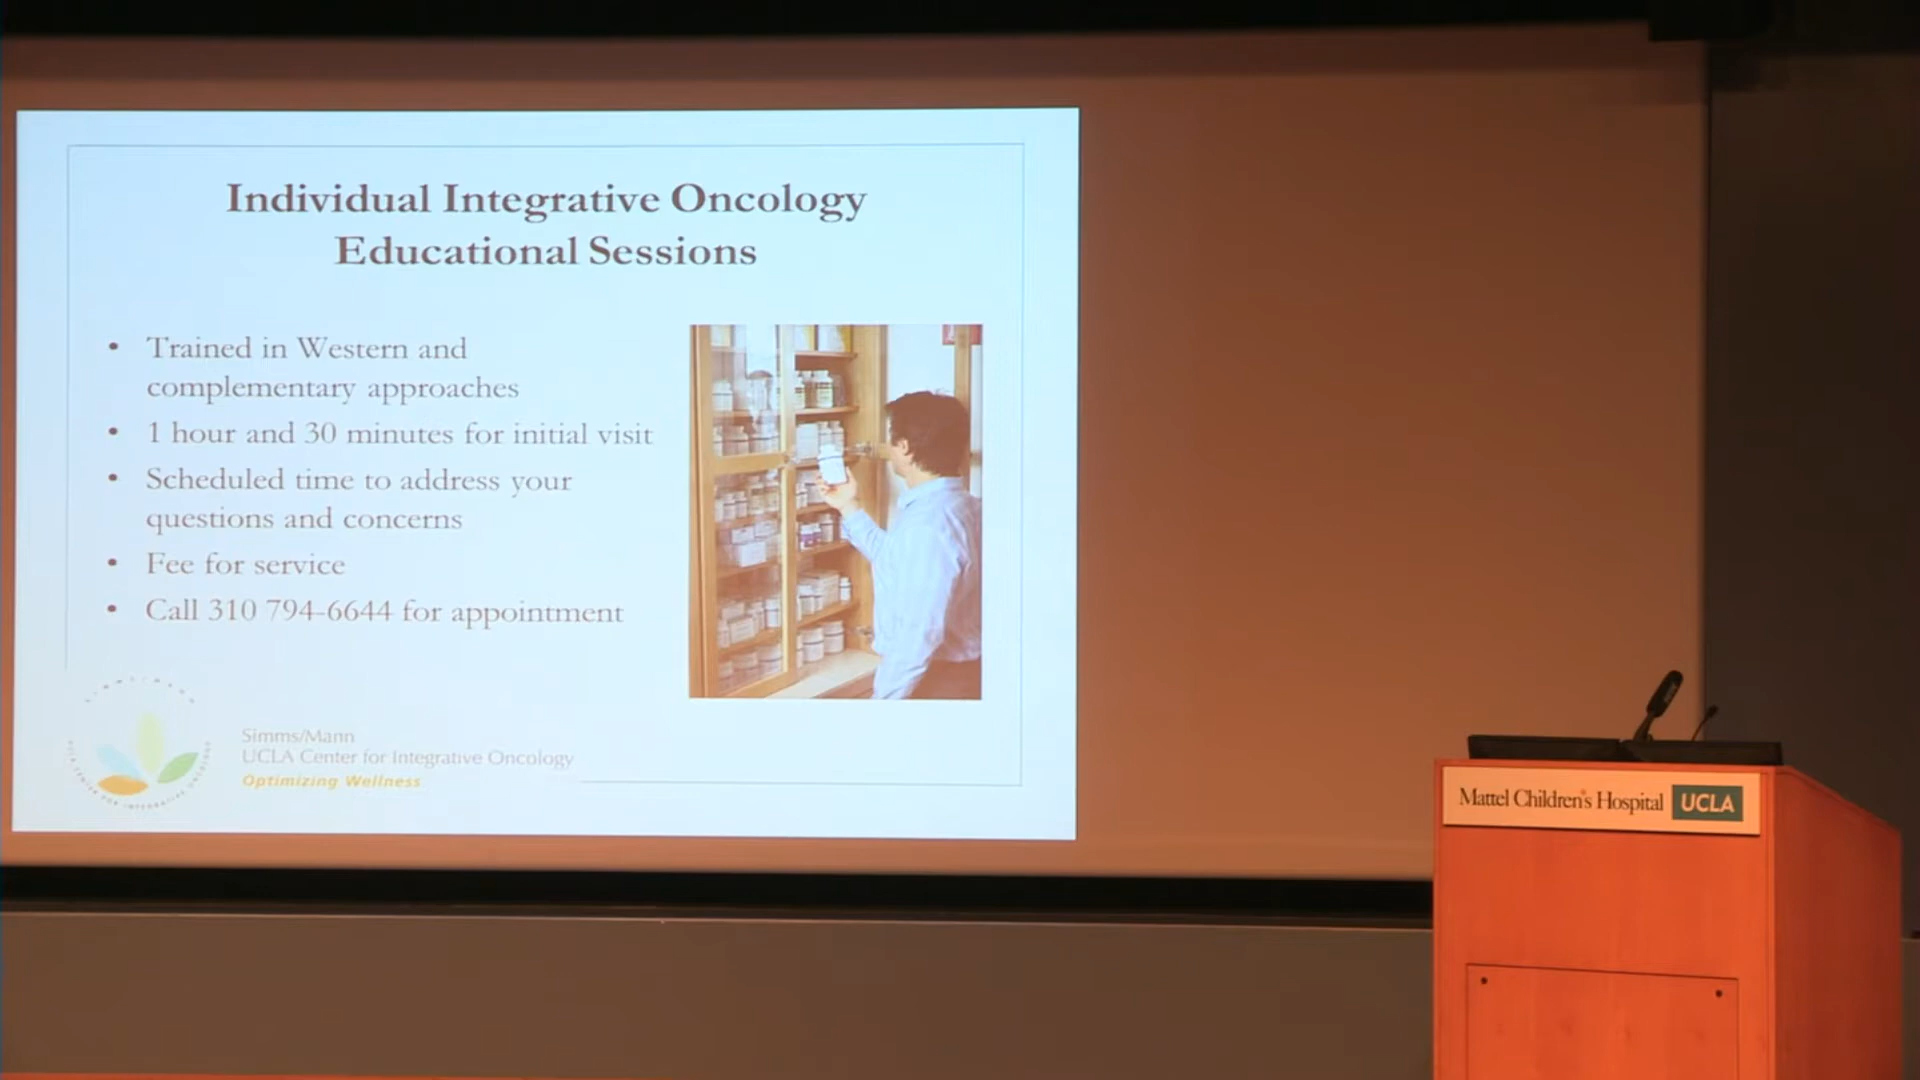 Individual Integrative Oncology
Educational Sessions
• Trained in Western and
complementary approaches
• 1 hour and 30 minutes for initial visit
• Scheduled time to address your
questions and concerns
• Fee for service
• Call 310 794-6644 for appointment
Simms/Mann
UCLA Center for Integrative Oncology
Optimizing Wellness
Mattel Children's Hospital UCLA